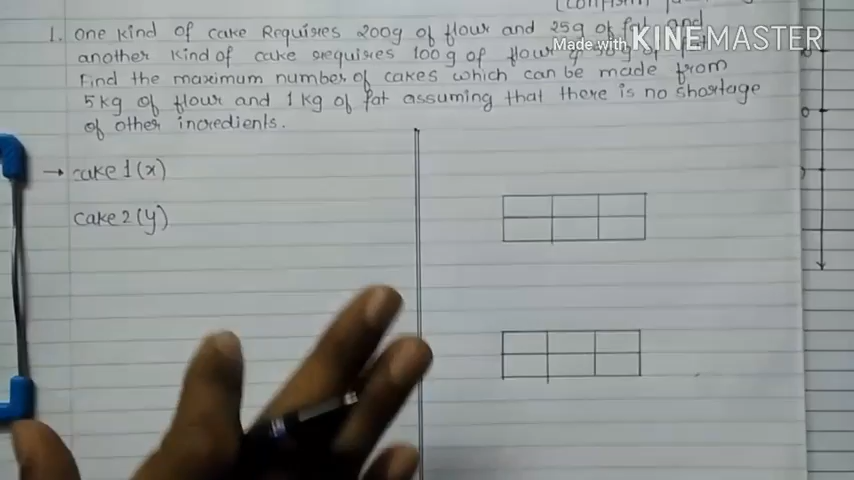 1. One kind of cake Requires 200g of flour and 25g of fat and
another kind of cake requires 100g of flour
Made with KINEMASTER
Find the maximum number of cakes which can be made from
5kg of flour and 1kg of fat assuming that there is no shortage
of other incredients.
→ cake 1 (x)
cake 2 (y)